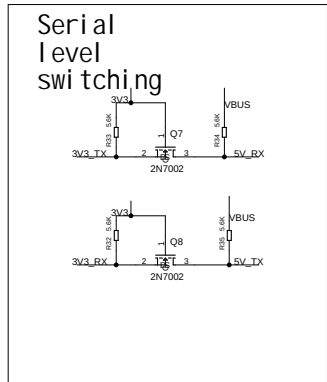 Serial
level
switching
3V3
VBUS
R33 5.6K
1
Q7
R34 5.6K
3V3_TX
2
3
5V_RX
2N7002
3V3
VBUS
R32 5.6K
1
Q8
R35 5.6K
3V3_RX
2
3
5V_TX
2N7002